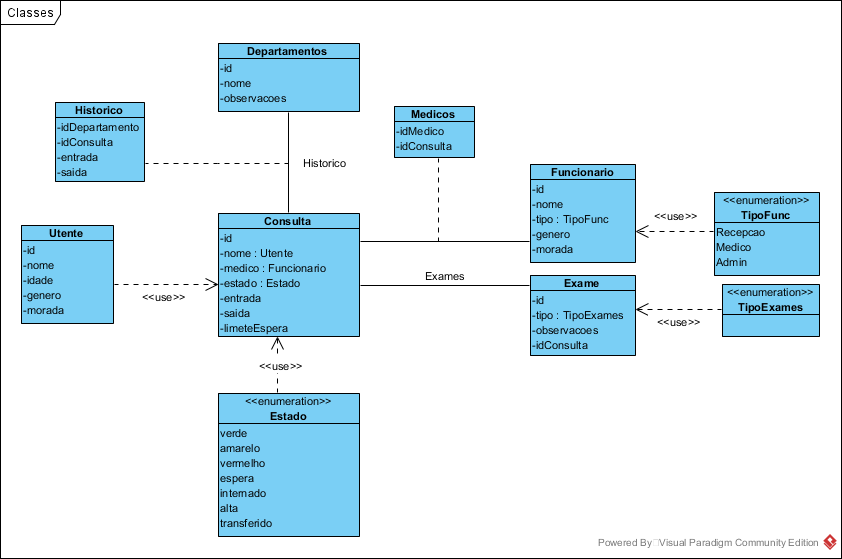 Classes
Departamentos
-id
-nome
-observacoes
Historico
-idDepartamento
-idConsulta
-entrada
-saida
Historico
Medicos
-idMedico
-idConsulta
Funcionario
-id
-nome
-tipo : TipoFunc
-genero
-morada
<<use>>
<<enumeration>>
TipoFunc
Recepcao
Medico
Admin
Utente
-id
-nome
-idade
-genero
-morada
<<use>>
Consulta
-id
-nome : Utente
-medico : Funcionario
-estado : Estado
-entrada
-saida
-limeteEspera
Exames
Exame
-id
-tipo : TipoExames
-observacoes
-idConsulta
<<use>>
<<enumeration>>
TipoExames
<<use>>
<<enumeration>>
Estado
verde
amarelo
vermelho
espera
internado
alta
transferido
Powered By Visual Paradigm Community Edition